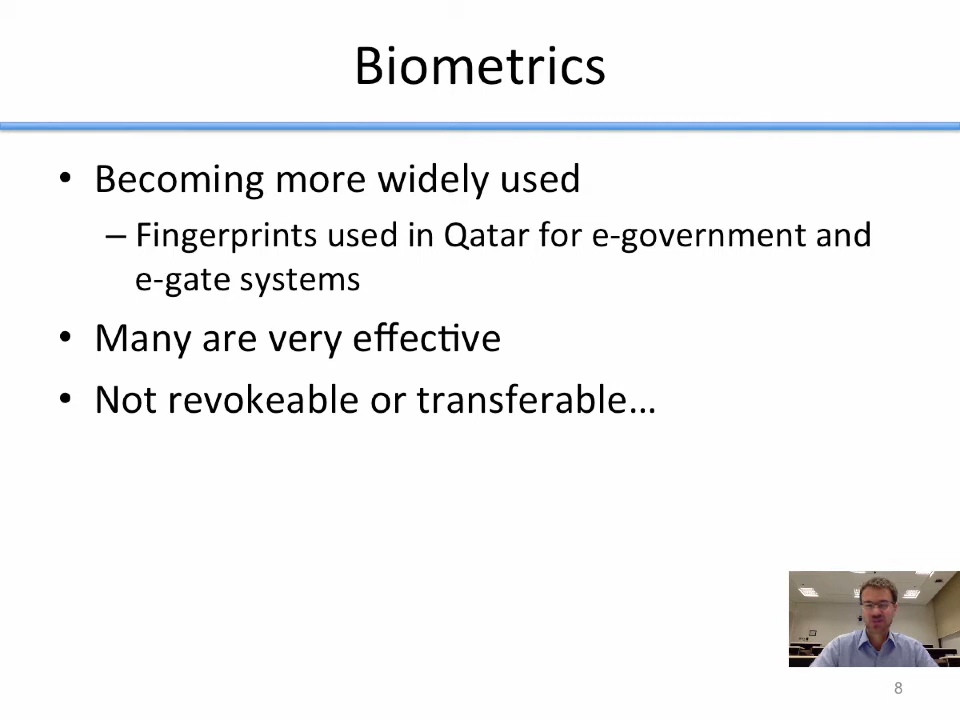 Biometrics
• Becoming more widely used
– Fingerprints used in Qatar for e-government and
e-gate systems
• Many are very effective
• Not revokeable or transferable…
8